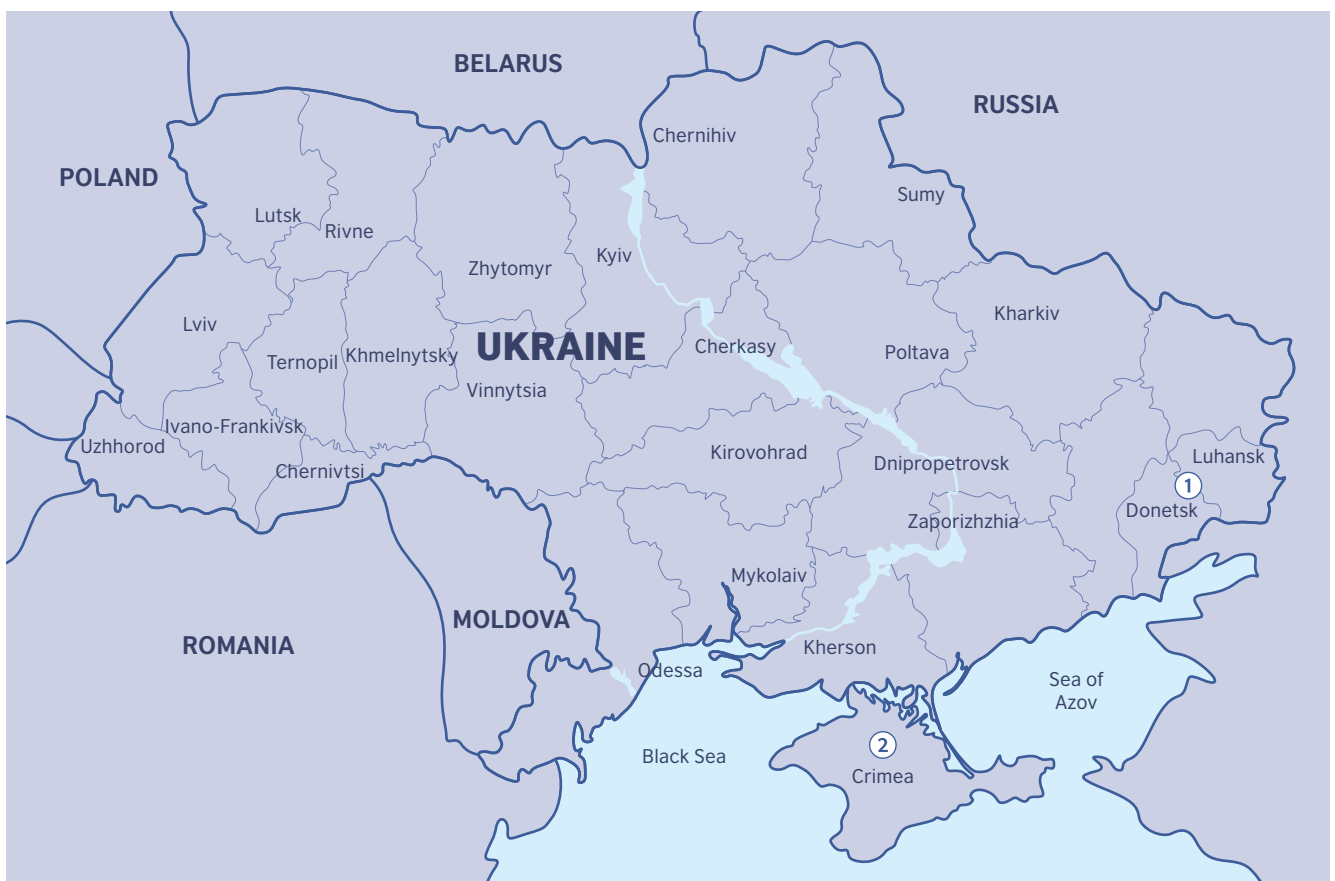 BELARUS
RUSSIA
Chernihiv
POLAND
Sumy
Lutsk
Rivne
Kyiv
Zhytomyr
Kharkiv
Lviv
UKRAINE
Cherkasy
Poltava
Ternopil
Khmelnytsky
Vinnytsia
Ivano-Frankivsk
Uzhhorod
Kirovohrad
Luhansk
Dnipropetrovsk
Chernivtsi
1
Donetsk
Zaporizhzhia
Mykolaiv
MOLDOVA
ROMANIA
Kherson
Odessa
Sea of
Azov
Black Sea
2
Crimea